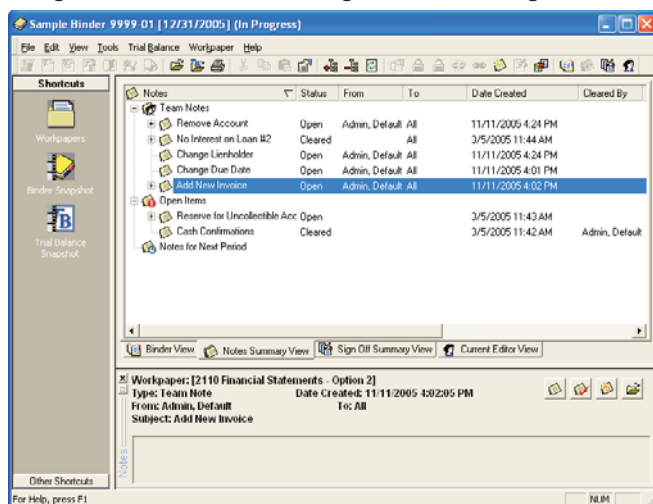 Sample Binder 9999-01 [12/31/2005] (In Progress)
File Edit View Tools Trial Balance Workpaper Help
Shortcuts
Workpapers
Binder Snapshot
Trial Balance
Snapshot
Other Shortcuts
Notes Status From To Date Created Cleared By
Team Notes
Remove Account Open Admin, Default All 11/11/2005 4:24 PM
No Interest on Loan #2 Cleared All 3/5/2005 11:44 AM
Change Lienholder Open Admin, Default All 11/11/2005 4:24 PM
Change Due Date Open Admin, Default All 11/11/2005 4:01 PM
Add New Invoice Open Admin, Default All 11/11/2005 4:02 PM
Open Items
Reserve for Uncollectible Acc Open 3/5/2005 11:43 AM
Cash Confirmations Cleared 3/5/2005 11:42 AM Admin, Default
Notes for Next Period
Binder View Notes Summary View Sign Off Summary View Current Editor View
Workpaper: [2110 Financial Statements - Option 2]
Type: Team Note Date Created: 11/11/2005 4:02:05 PM
From: Admin, Default To: All
Subject: Add New Invoice
Notes
For Help, press F1 NUM